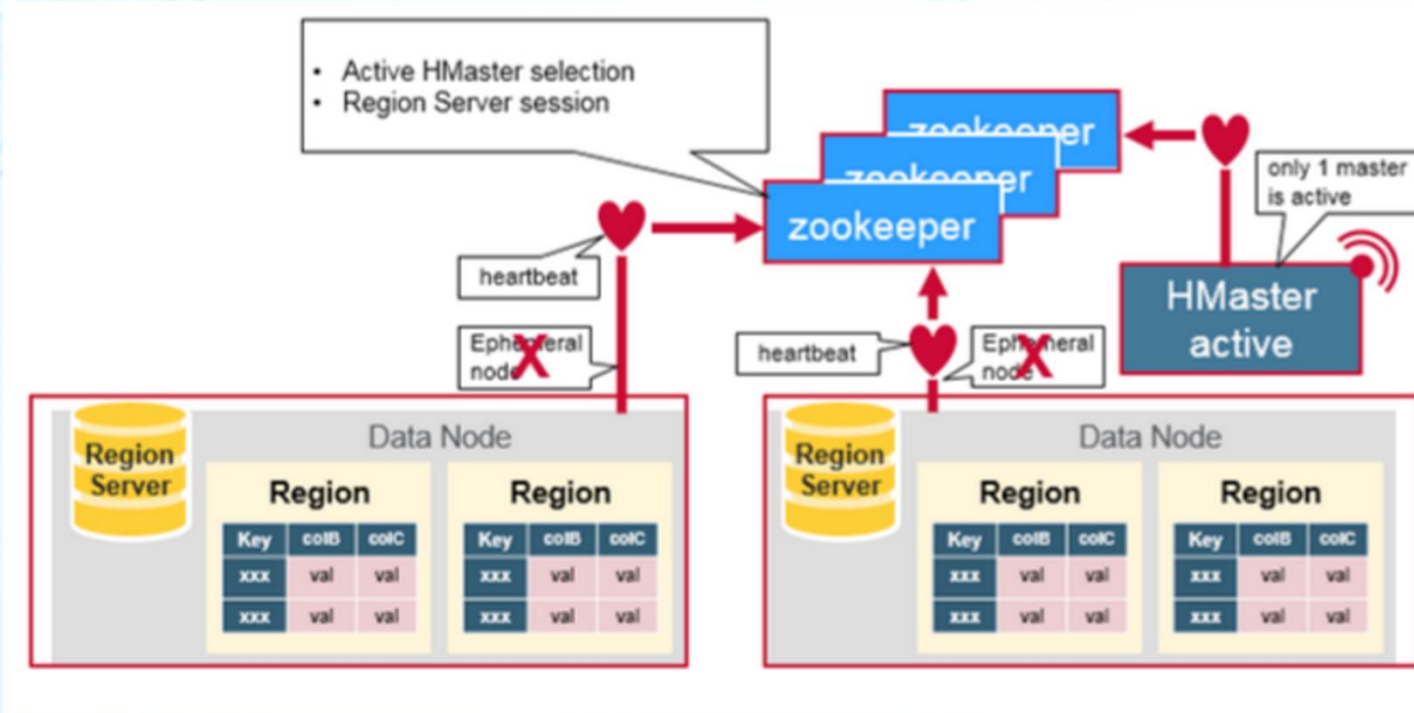 • Active HMaster selection
• Region Server session
zookeeper
zookeeper
zookeeper
only 1 master
is active
heartbeat
HMaster
active
Ephemeral
node
X
heartbeat
Ephemeral
node
X
Data Node
Region
Server
Region
Key colB colC
xxx val val
xxx val val
Region
Key colB colC
xxx val val
xxx val val
Data Node
Region
Server
Region
Key colB colC
xxx val val
xxx val val
Region
Key colB colC
xxx val val
xxx val val